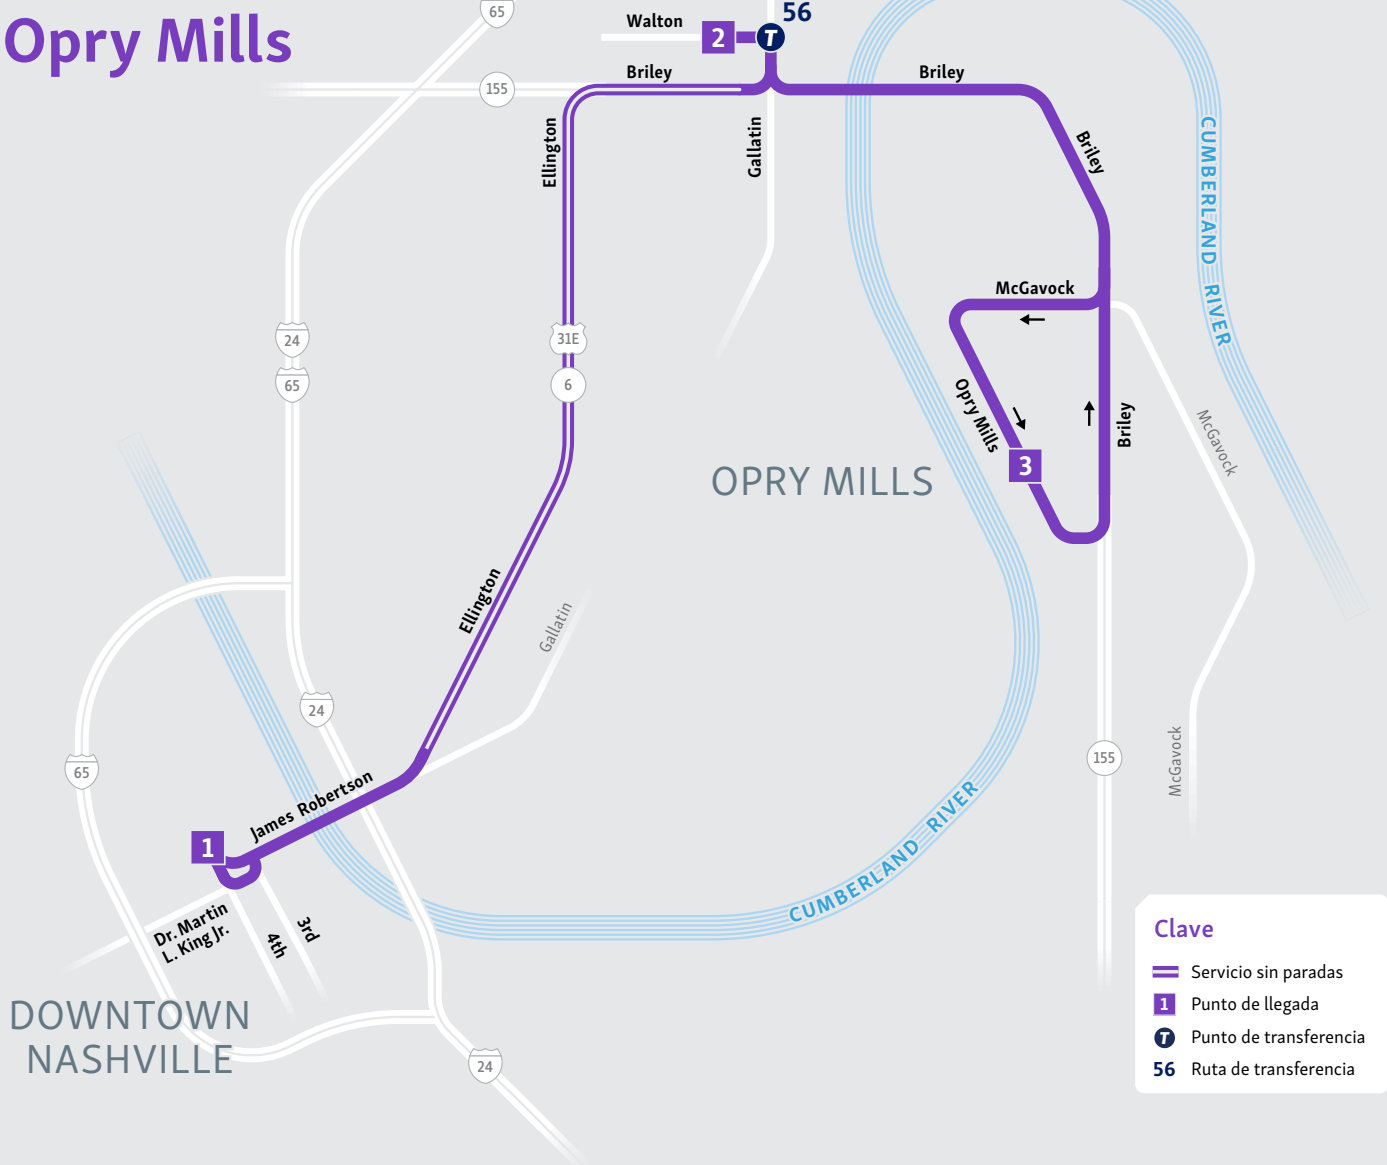 Opry Mills
65
Walton
2
T
56
155
Briley
Briley
Ellington
Gallatin
Briley
CUMBERLAND RIVER
McGavock
24
31E
65
6
Opry Mills
Briley
McGavock
3
OPRY MILLS
Ellington
Gallatin
24
65
155
McGavock
James Robertson
1
CUMBERLAND RIVER
Dr. Martin
L. King Jr.
4th
3rd
DOWNTOWN
NASHVILLE
24
Clave
Servicio sin paradas
1 Punto de llegada
T Punto de transferencia
56 Ruta de transferencia